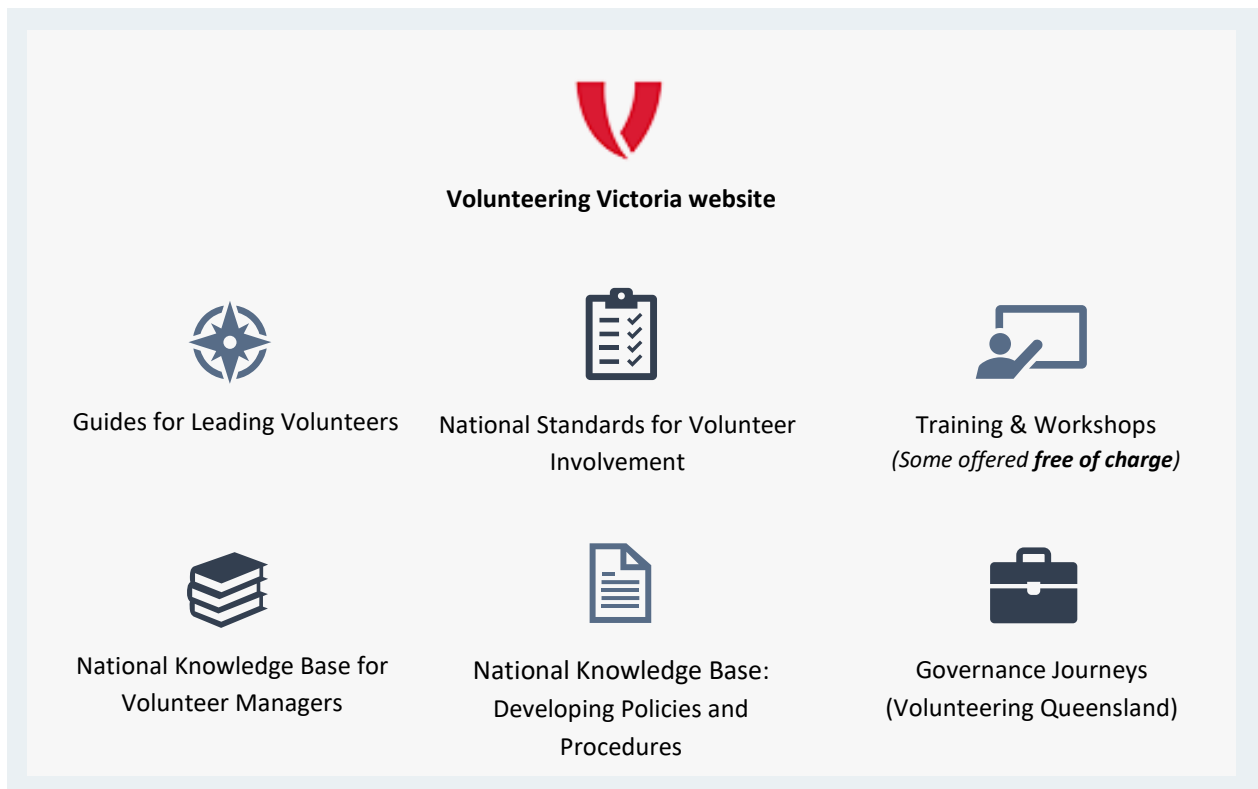 Volunteering Victoria website
Guides for Leading Volunteers
National Standards for Volunteer
Involvement
Training & Workshops
(Some offered free of charge)
National Knowledge Base for
Volunteer Managers
National Knowledge Base:
Developing Policies and
Procedures
Governance Journeys
(Volunteering Queensland)